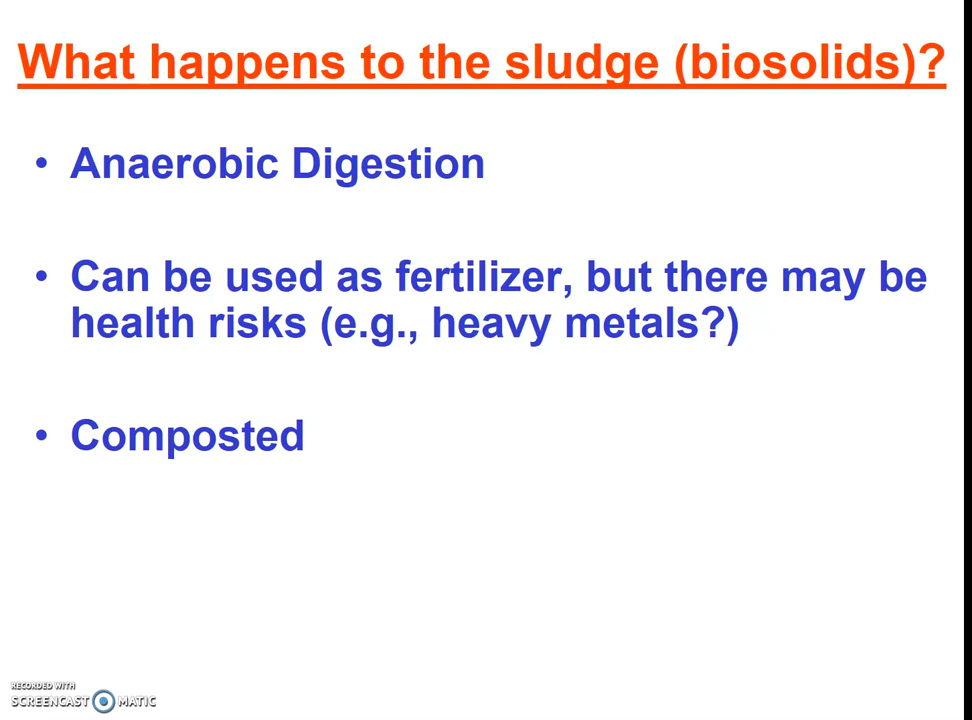 What happens to the sludge (biosolids)?
• Anaerobic Digestion
• Can be used as fertilizer, but there may be
health risks (e.g., heavy metals?)
• Composted
RECORDED WITH
SCREENCAST MATIC